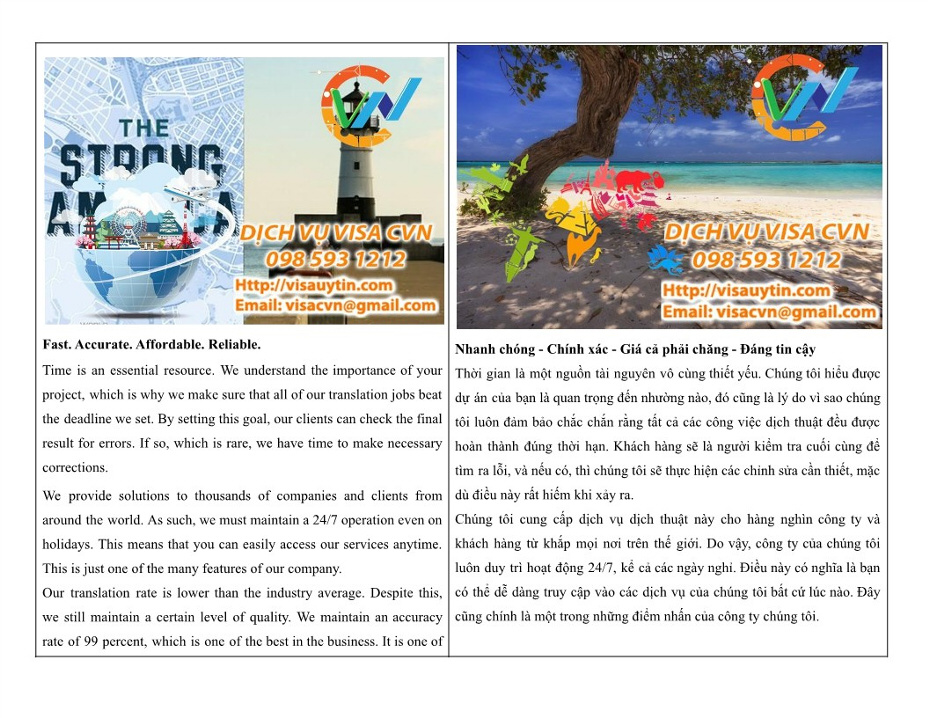 THE
STRONG
AMERICA
CVN
DỊCH VỤ VISA CVN
098 593 1212
Http://visauytin.com
Email: visacvn@gmail.com
Fast. Accurate. Affordable. Reliable.
Time is an essential resource. We understand the importance of your
project, which is why we make sure that all of our translation jobs beat
the deadline we set. By setting this goal, our clients can check the final
result for errors. If so, which is rare, we have time to make necessary
corrections.
We provide solutions to thousands of companies and clients from
around the world. As such, we must maintain a 24/7 operation even on
holidays. This means that you can easily access our services anytime.
This is just one of the many features of our company.
Our translation rate is lower than the industry average. Despite this,
we still maintain a certain level of quality. We maintain an accuracy
rate of 99 percent, which is one of the best in the business. It is one of
CVN
DỊCH VỤ VISA CVN
098 593 1212
Http://visauytin.com
Email: visacvn@gmail.com
Nhanh chóng - Chính xác - Giá cả phải chăng - Đáng tin cậy
Thời gian là một nguồn tài nguyên vô cùng thiết yếu. Chúng tôi hiểu được
dự án của bạn là quan trọng đến nhường nào, đó cũng là lý do vì sao chúng
tôi luôn đảm bảo chắc chắn rằng tất cả các công việc dịch thuật đều được
hoàn thành đúng thời hạn. Khách hàng sẽ là người kiểm tra cuối cùng để
tìm ra lỗi, và nếu có, thì chúng tôi sẽ thực hiện các chỉnh sửa cần thiết, mặc
dù điều này rất hiếm khi xảy ra.
Chúng tôi cung cấp dịch vụ dịch thuật này cho hàng nghìn công ty và
khách hàng từ khắp mọi nơi trên thế giới. Do vậy, công ty của chúng tôi
luôn duy trì hoạt động 24/7, kể cả các ngày nghỉ. Điều này có nghĩa là bạn
có thể dễ dàng truy cập vào các dịch vụ của chúng tôi bất cứ lúc nào. Đây
cũng chính là một trong những điểm nhấn của công ty chúng tôi.